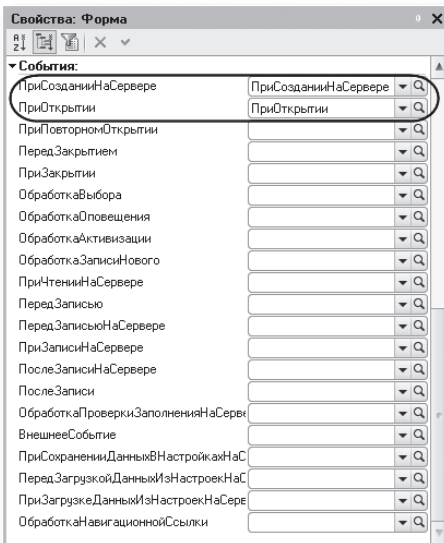 Свойства: Форма
События:
ПриСозданииНаСервере ПриСозданииНаСервере
ПриОткрытии ПриОткрытии
ПриПовторномОткрытии
ПередЗакрытием
ПриЗакрытии
ОбработкаВыбора
ОбработкаОповещения
ОбработкаАктивизации
ОбработкаЗаписиНового
ПриЧтенииНаСервере
ПередЗаписью
ПередЗаписьюНаСервере
ПриЗаписиНаСервере
ПослеЗаписиНаСервере
ПослеЗаписи
ОбработкаПроверкиЗаполненияНаСерве
ВнешнееСобытие
ПриСохраненииДанныхВНастройкахНаС
ПередЗагрузкойДанныхИзНастроекНаС
ПриЗагрузкеДанныхИзНастроекНаСерве
ОбработкаНавигационнойСсылки